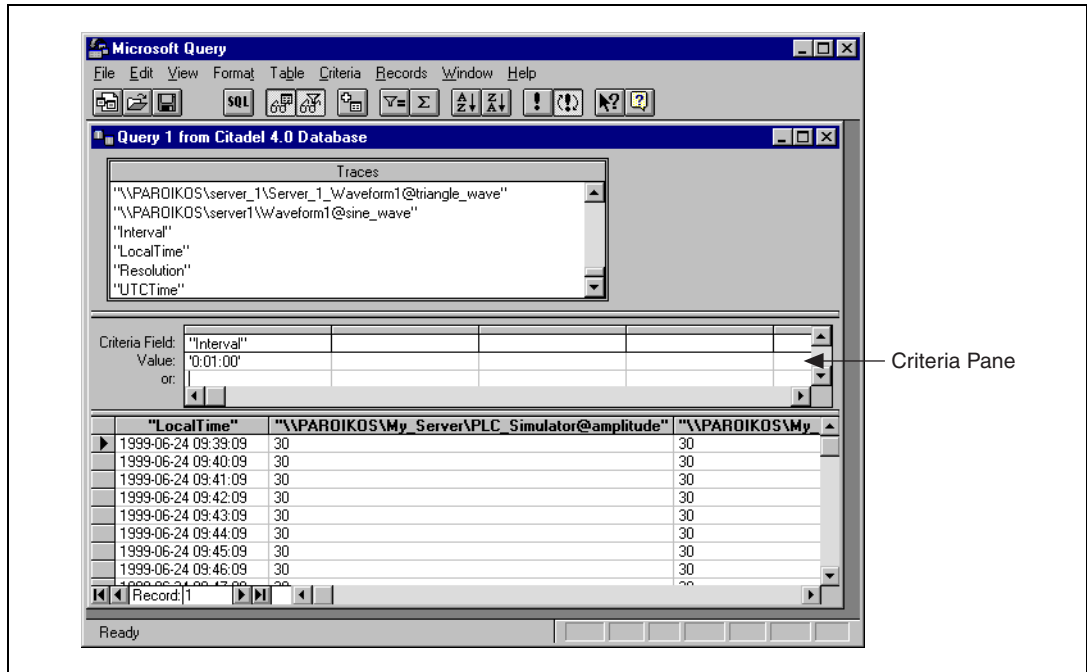 Microsoft Query
File Edit View Format Table Criteria Records Window Help
SQL
Query 1 from Citadel 4.0 Database
Traces
"\\PAROIKOS\server_1\Server_1_Waveform1@triangle_wave"
"\\PAROIKOS\server1\Waveform1@sine_wave"
"Interval"
"LocalTime"
"Resolution"
"UTCTime"
Criteria Field: "Interval"
Value: '0:01:00'
or:
Criteria Pane
"LocalTime" "\\PAROIKOS\My_Server\PLC_Simulator@amplitude" "\\PAROIKOS\My_
1999-06-24 09:39:09 30 30
1999-06-24 09:40:09 30 30
1999-06-24 09:41:09 30 30
1999-06-24 09:42:09 30 30
1999-06-24 09:43:09 30 30
1999-06-24 09:44:09 30 30
1999-06-24 09:45:09 30 30
1999-06-24 09:46:09 30 30
Record: 1
Ready